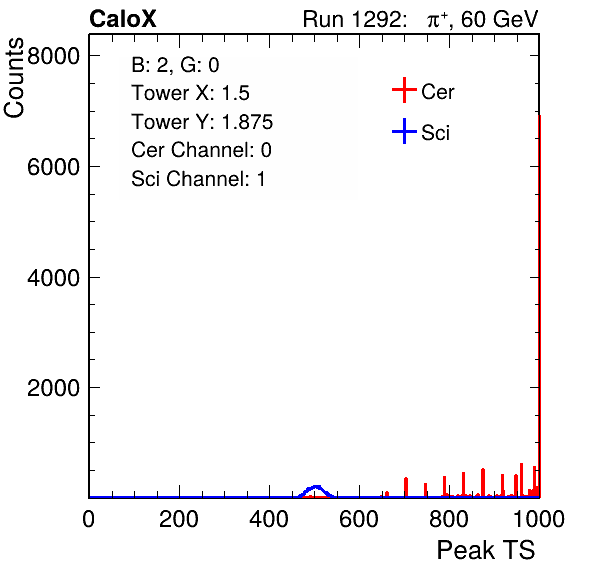 CaloX Run 1292: π⁺, 60 GeV
B: 2, G: 0
Tower X: 1.5
Tower Y: 1.875
Cer Channel: 0
Sci Channel: 1
Cer
Sci
Counts
8000
6000
4000
2000
0 200 400 600 800 1000
Peak TS